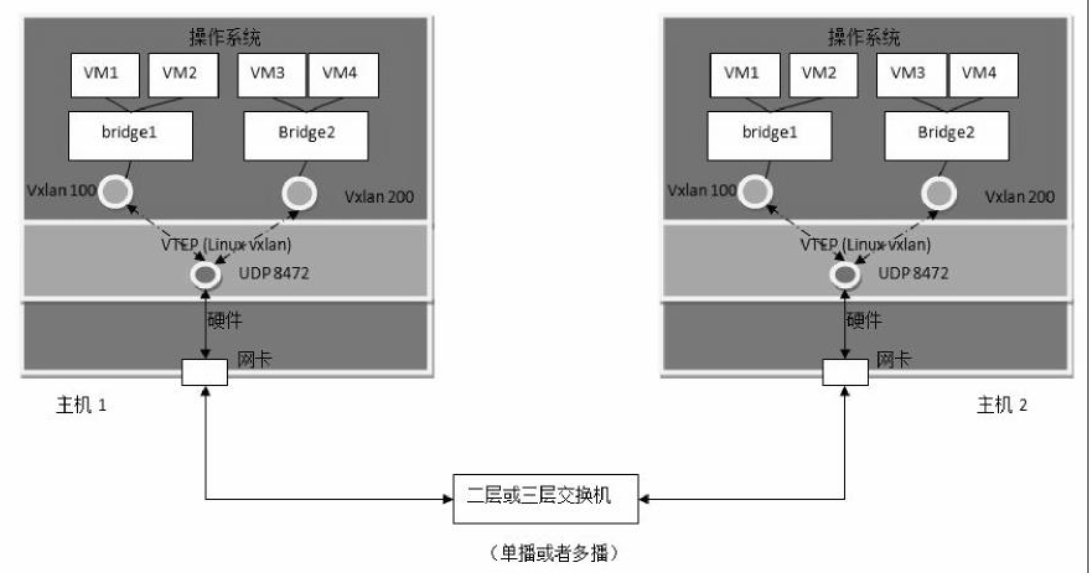 操作系统
VM1 VM2 VM3 VM4
bridge1 Bridge2
Vxlan 100 Vxlan 200
VTEP (Linux vxlan)
UDP 8472
硬件
网卡
主机 1
操作系统
VM1 VM2 VM3 VM4
bridge1 Bridge2
Vxlan 100 Vxlan 200
VTEP (Linux vxlan)
UDP 8472
硬件
网卡
主机 2
二层或三层交换机
（单播或者多播）